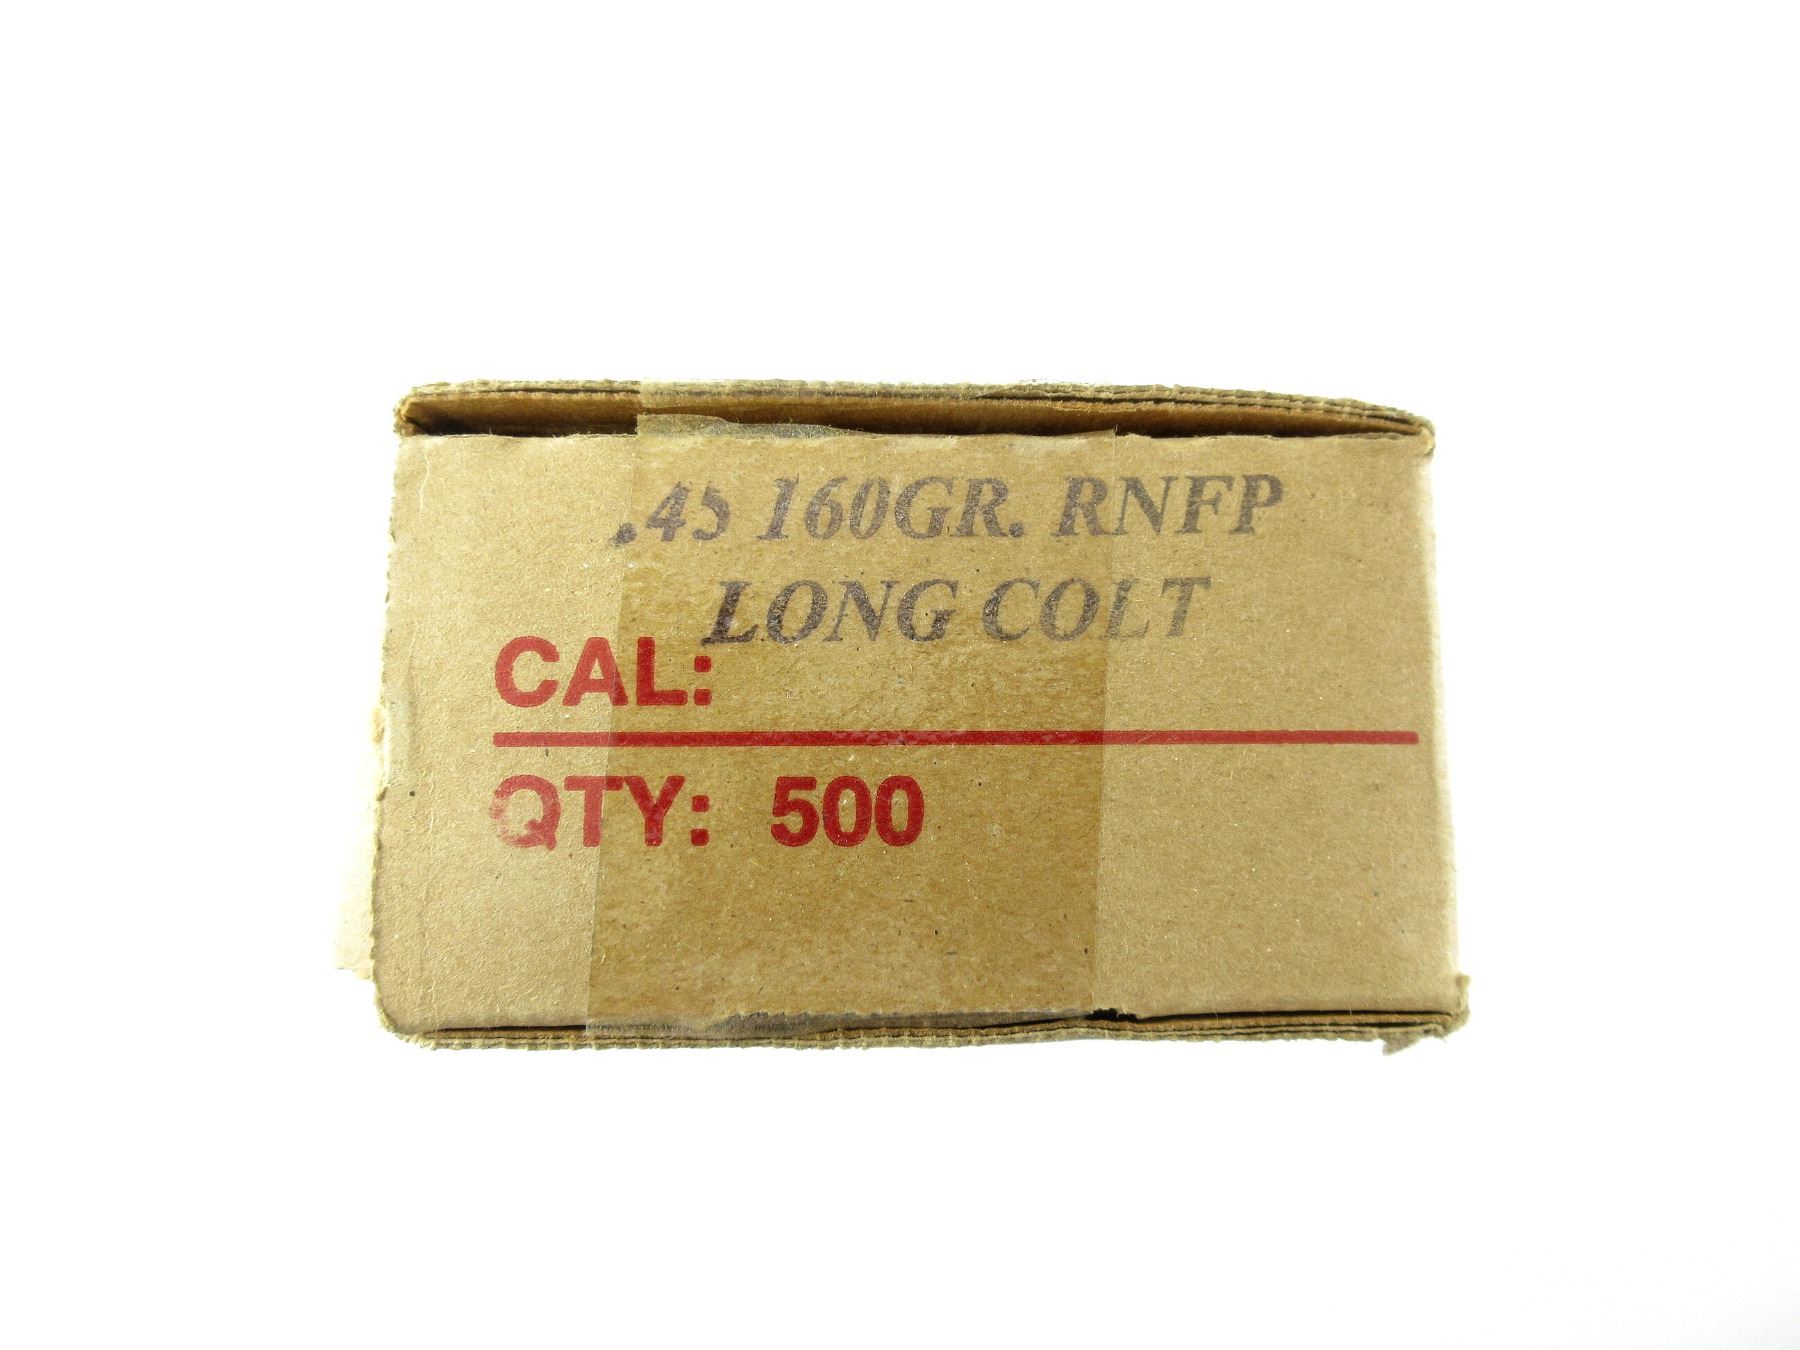 .45 160GR. RNFP
LONG COLT
CAL:
QTY: 500